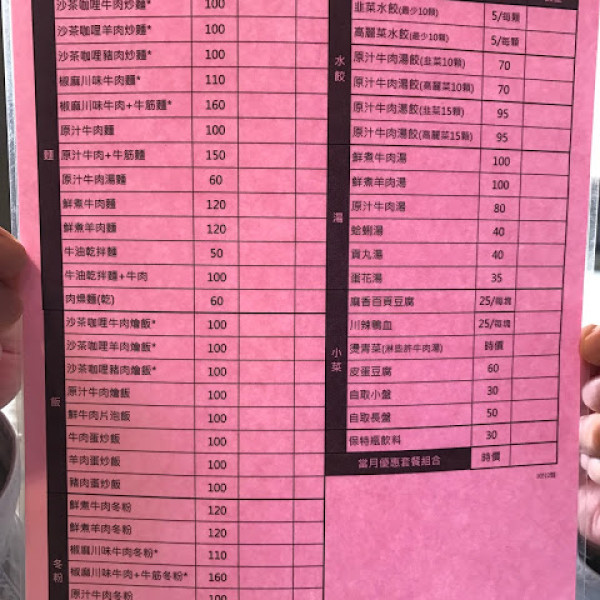 沙茶咖哩牛肉炒麵* 100
沙茶咖哩羊肉炒麵* 100
沙茶咖哩豬肉炒麵* 100
椒麻川味牛肉麵* 110
椒麻川味牛肉+牛筋麵* 160
原汁牛肉麵 100
麵
原汁牛肉+牛筋麵 150
原汁牛肉湯麵 60
鮮煮牛肉麵 120
鮮煮羊肉麵 120
牛油乾拌麵 50
牛油乾拌麵+牛肉 100
肉燥麵(乾) 60
沙茶咖哩牛肉燴飯* 100
沙茶咖哩羊肉燴飯* 100
沙茶咖哩豬肉燴飯* 100
飯
原汁牛肉燴飯 100
鮮牛肉片泡飯 100
牛肉蛋炒飯 100
羊肉蛋炒飯 100
豬肉蛋炒飯 100
鮮煮牛肉冬粉 120
鮮煮羊肉冬粉 120
椒麻川味牛肉冬粉* 110
冬粉
椒麻川味牛肉+牛筋冬粉* 160
原汁牛肉冬粉 100
韭菜水餃(最少10顆) 5/每顆
高麗菜水餃(最少10顆) 5/每顆
水餃
原汁牛肉湯餃(韭菜10顆) 70
原汁牛肉湯餃(高麗菜10顆) 70
原汁牛肉湯餃(韭菜15顆) 95
原汁牛肉湯餃(高麗菜15顆) 95
鮮煮牛肉湯 100
鮮煮羊肉湯 100
湯
原汁牛肉湯 80
蛤蜊湯 40
貢丸湯 40
蛋花湯 35
麻香百頁豆腐 25/每塊
川辣鴨血 25/每塊
小菜
燙青菜(淋些許牛肉湯) 時價
皮蛋豆腐 60
自取小盤 30
自取長盤 50
保特瓶飲料 30
當月優惠套餐組合 時價